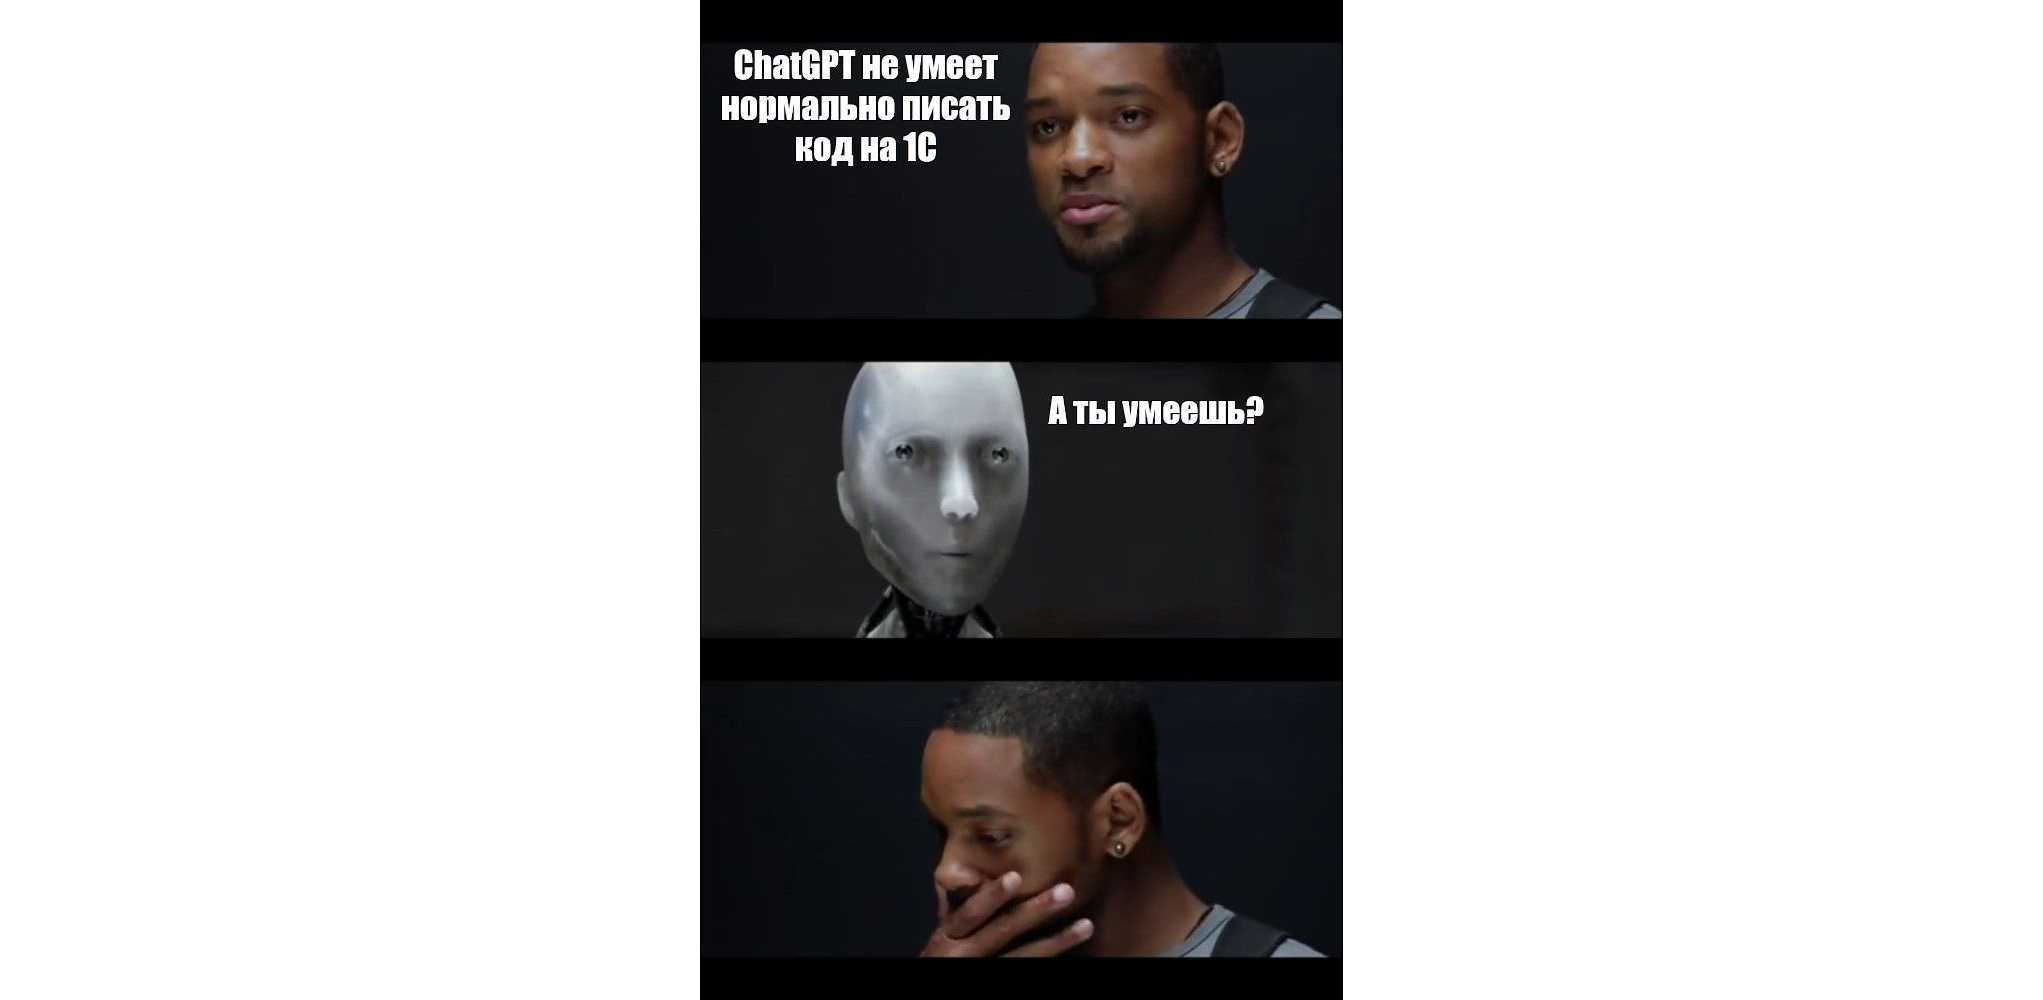 ChatGPT не умеет
нормально писать
код на 1С
А ты умеешь?